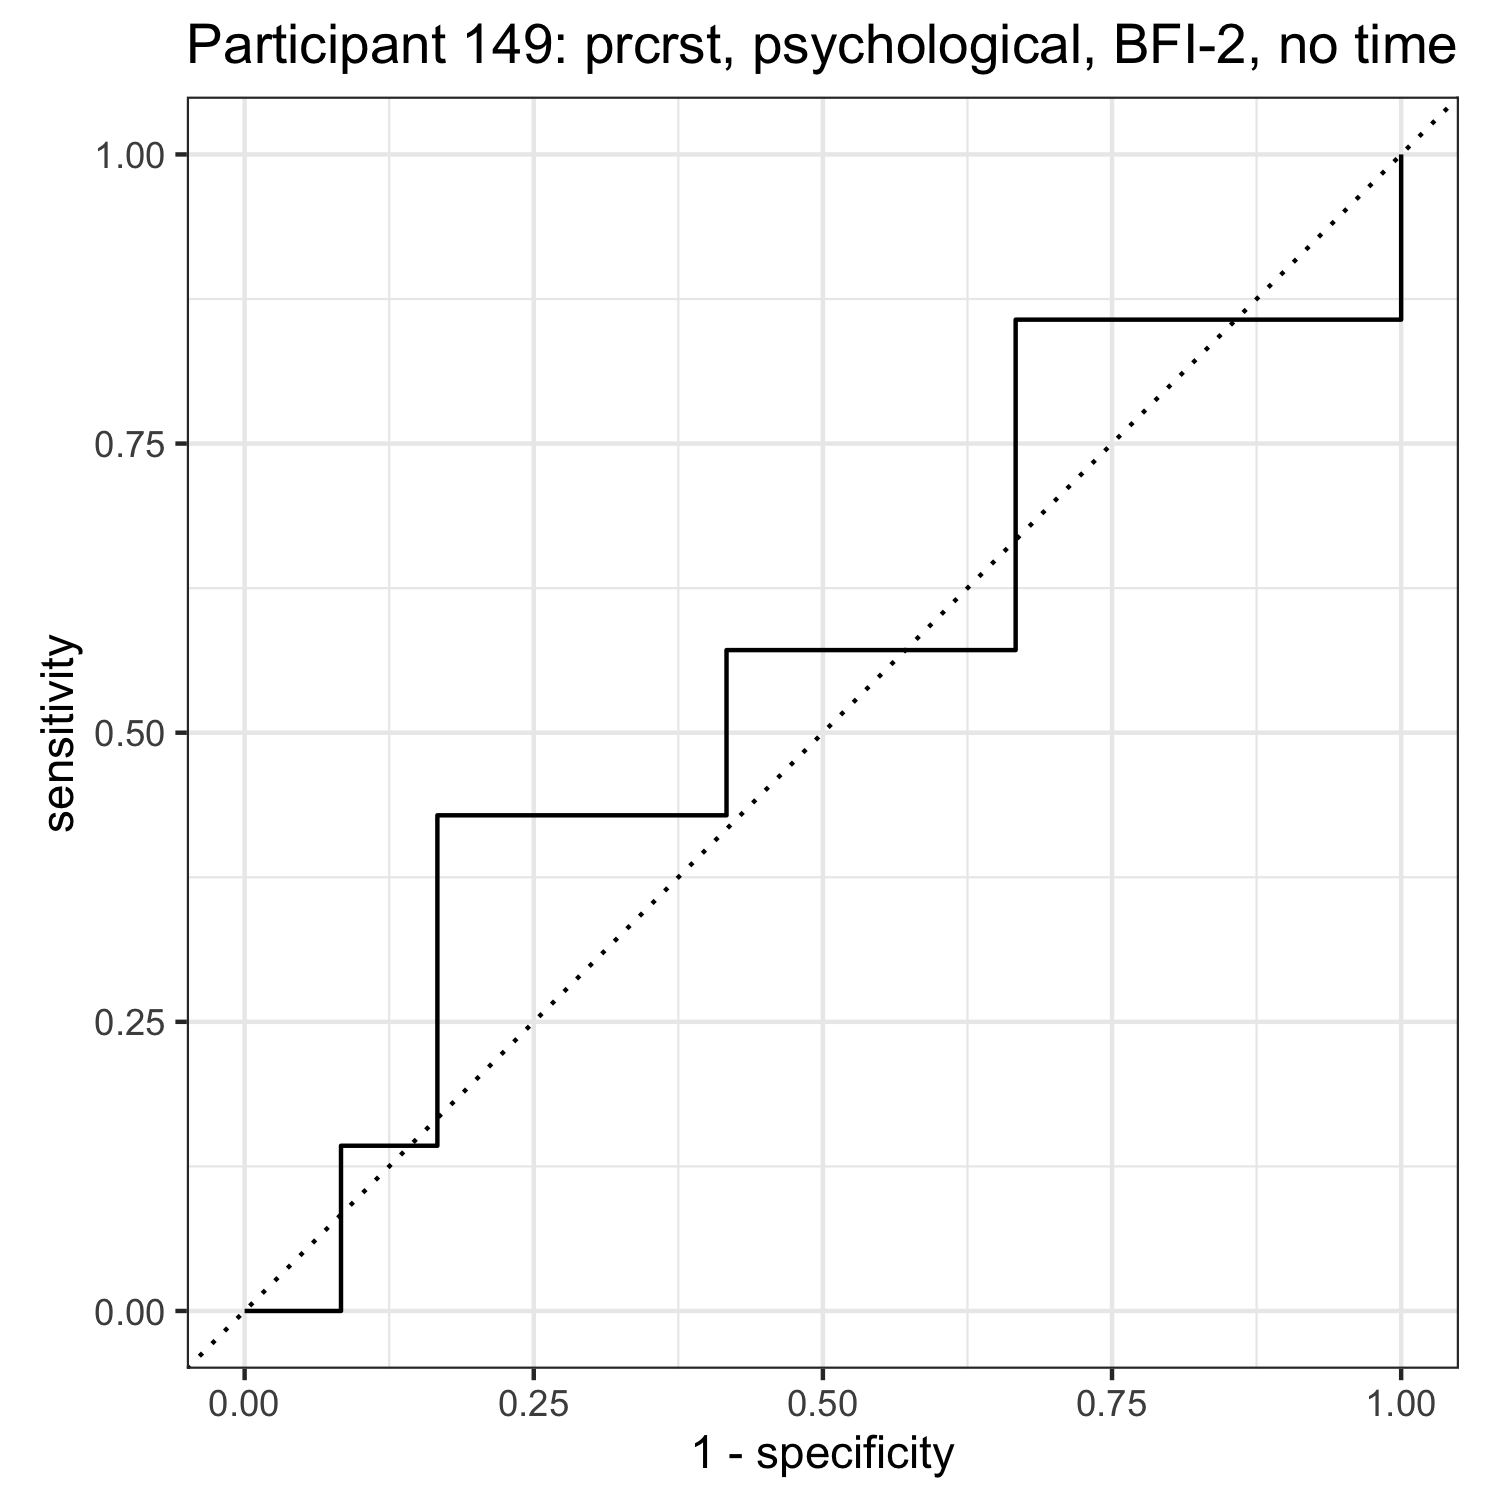 Participant 149: prcrst, psychological, BFI-2, no time
1.00
0.75
0.50
0.25
0.00
sensitivity
0.00 0.25 0.50 0.75 1.00
1 - specificity